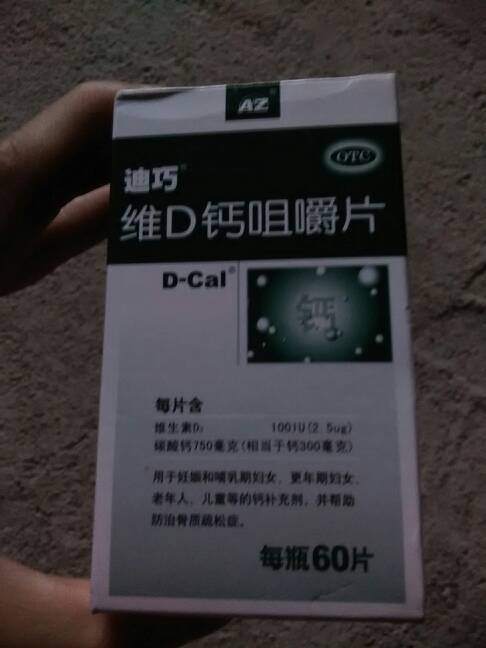 AZ®
OTC
迪巧®
维D钙咀嚼片
D-Cal®
钙
每片含
维生素D₃ 100IU(2.5ug)
碳酸钙750毫克(相当于钙300毫克)
用于妊娠和哺乳期妇女、更年期妇女、
老年人、儿童等的钙补充剂，并帮助
防治骨质疏松症。
每瓶60片